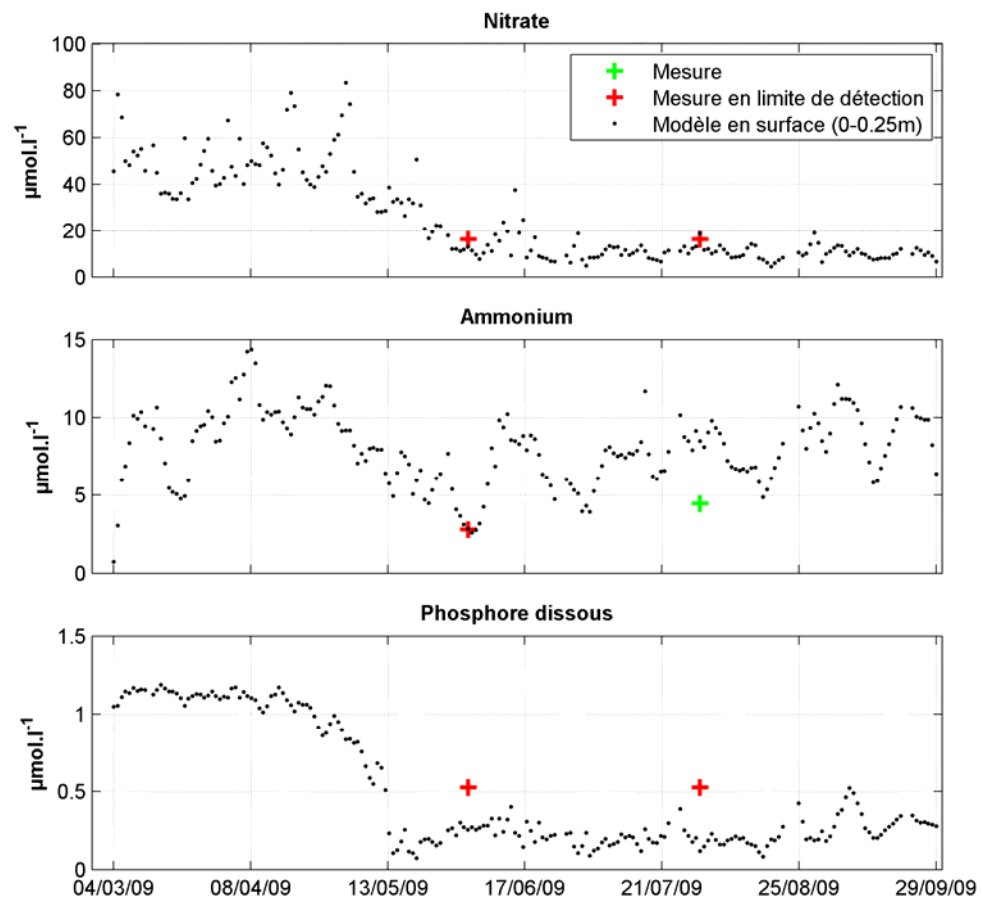 Nitrate
100
80
60
40
20
0
µmol.l-1
Mesure
Mesure en limite de détection
Modèle en surface (0-0.25m)
Ammonium
15
10
5
0
µmol.l-1
Phosphore dissous
1.5
1
0.5
0
µmol.l-1
04/03/09 08/04/09 13/05/09 17/06/09 21/07/09 25/08/09 29/09/09